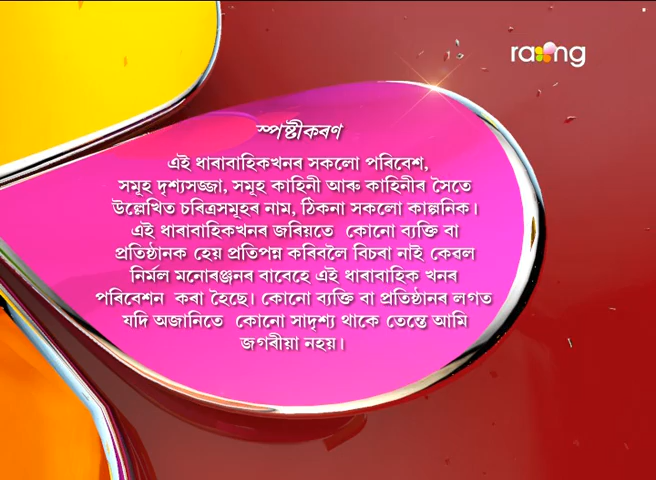 rang
স্পষ্টীকৰণ
এই ধাৰাবাহিকখনৰ সকলো পৰিবেশ,
সমূহ দৃশ্যসজ্জা, সমূহ কাহিনী আৰু কাহিনীৰ সৈতে
উল্লেখিত চৰিত্ৰসমূহৰ নাম, ঠিকনা সকলো কাল্পনিক।
এই ধাৰাবাহিকখনৰ জৰিয়তে কোনো ব্যক্তি বা
প্ৰতিষ্ঠানক হেয় প্ৰতিপন্ন কৰিবলৈ বিচৰা নাই কেৱল
নিৰ্মল মনোৰঞ্জনৰ বাবেহে এই ধাৰাবাহিক খনৰ
পৰিবেশন কৰা হৈছে। কোনো ব্যক্তি বা প্ৰতিষ্ঠানৰ লগত
যদি অজানিতে কোনো সাদৃশ্য থাকে তেন্তে আমি
জগৰীয়া নহয়।